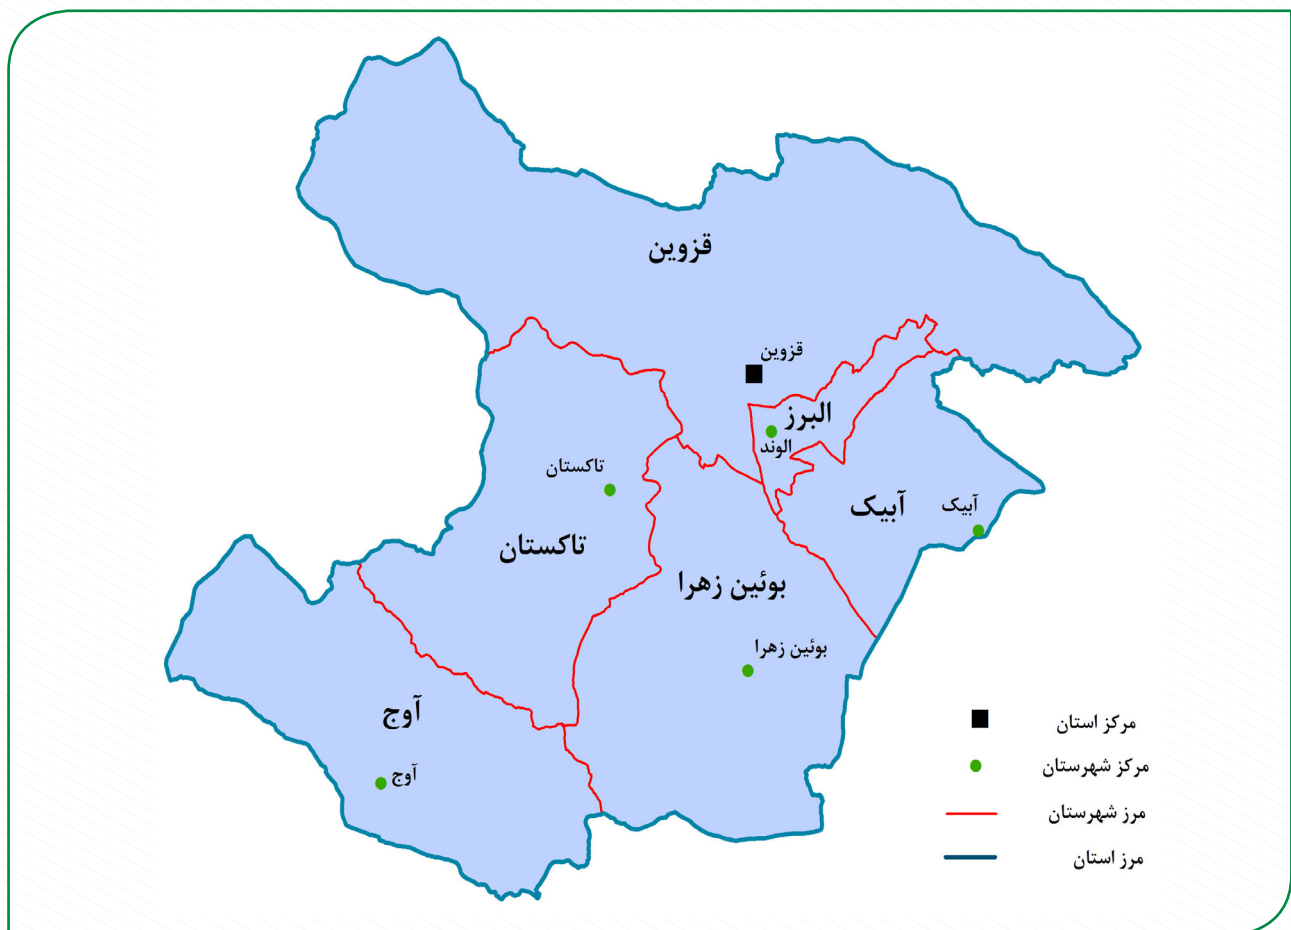 قزوین
قزوین
البرز
الوند
تاکستان
آبیک
آبیک
تاکستان
بوئین زهرا
بوئین زهرا
آوج
آوج
مرکز استان
مرکز شهرستان
مرز شهرستان
مرز استان